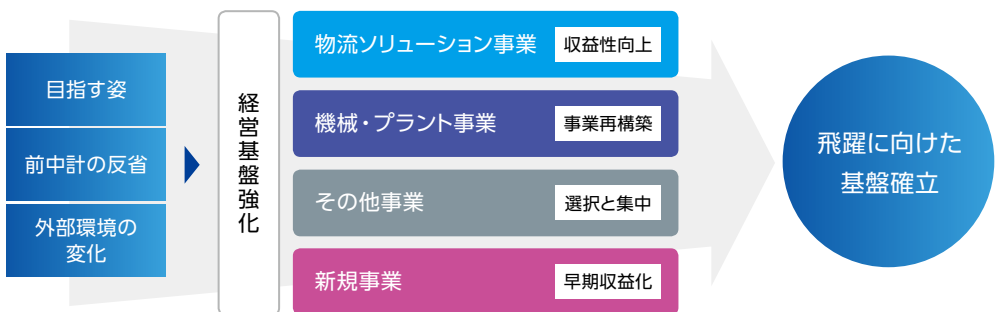 目指す姿
前中計の反省
外部環境の
変化
経営基盤強化
物流ソリューション事業
収益性向上
機械・プラント事業
事業再構築
その他事業
選択と集中
新規事業
早期収益化
飛躍に向けた
基盤確立